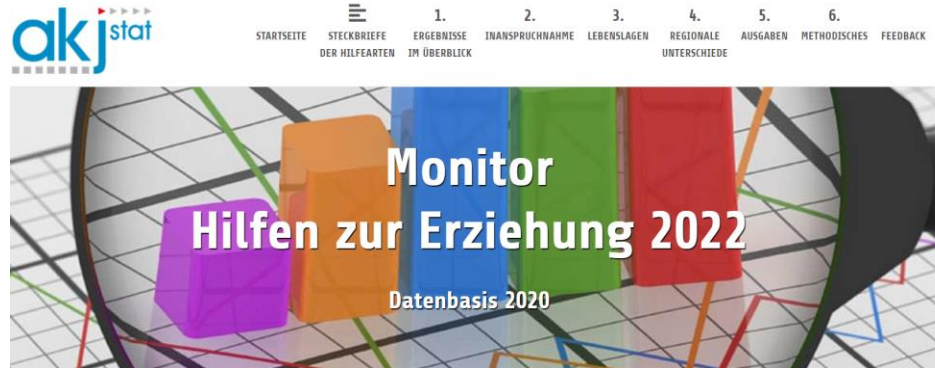 akj stat
STARTSEITE
STECKBRIEFE
DER HILFEARTEN
1.
ERGEBNISSE
IM ÜBERBLICK
2.
INANSPRUCHNAHME
3.
LEBENSLAGEN
4.
REGIONALE
UNTERSCHIEDE
5.
AUSGABEN
6.
METHODISCHES
FEEDBACK
Monitor
Hilfen zur Erziehung 2022
Datenbasis 2020